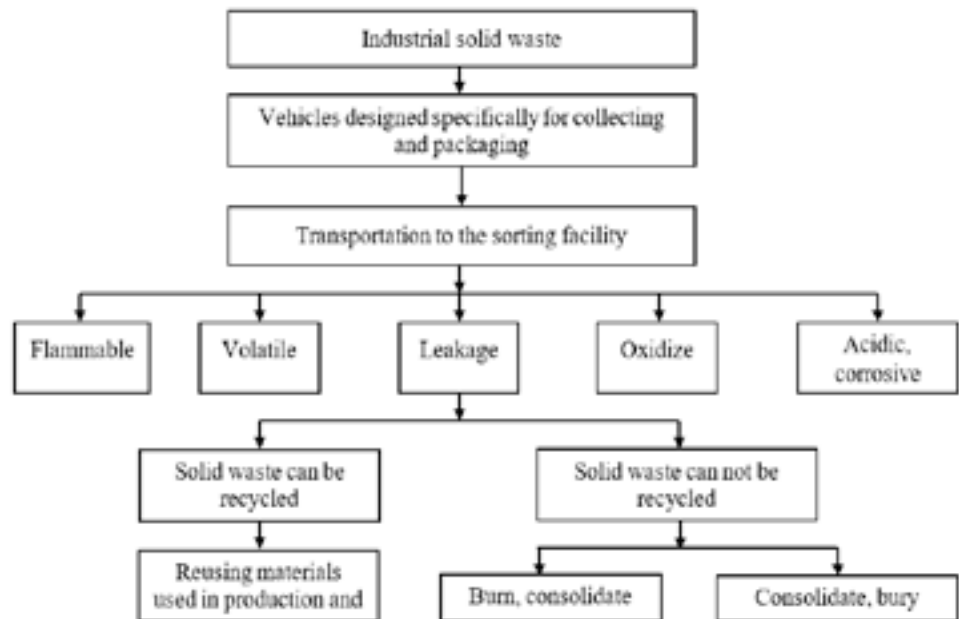 Industrial solid waste
Vehicles designed specifically for collecting
and packaging
Transportation to the sorting facility
Flammable
Volatile
Leakage
Oxidize
Acidic,
corrosive
Solid waste can be
recycled
Solid waste can not be
recycled
Reusing materials
used in production and
Burn, consolidate
Consolidate, bury